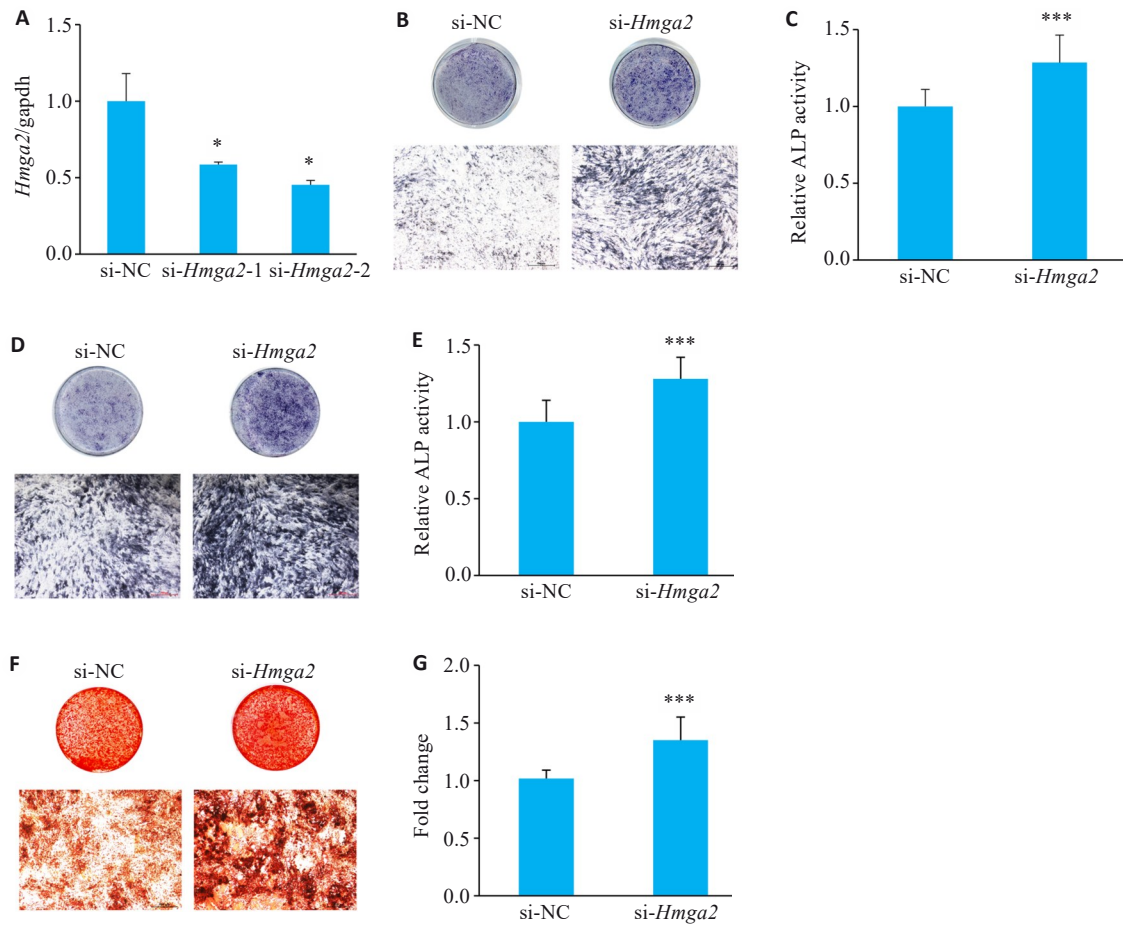 A
1.5
1.0
0.5
0.0
Hmga2/gapdh
*
*
si-NC
si-Hmga2-1
si-Hmga2-2
B
si-NC
si-Hmga2
C
1.5
1.0
0.5
0.0
Relative ALP activity
***
si-NC
si-Hmga2
D
si-NC
si-Hmga2
E
1.5
1.0
0.5
0.0
Relative ALP activity
***
si-NC
si-Hmga2
F
si-NC
si-Hmga2
G
2.0
1.5
1.0
0.5
0.0
Fold change
***
si-NC
si-Hmga2